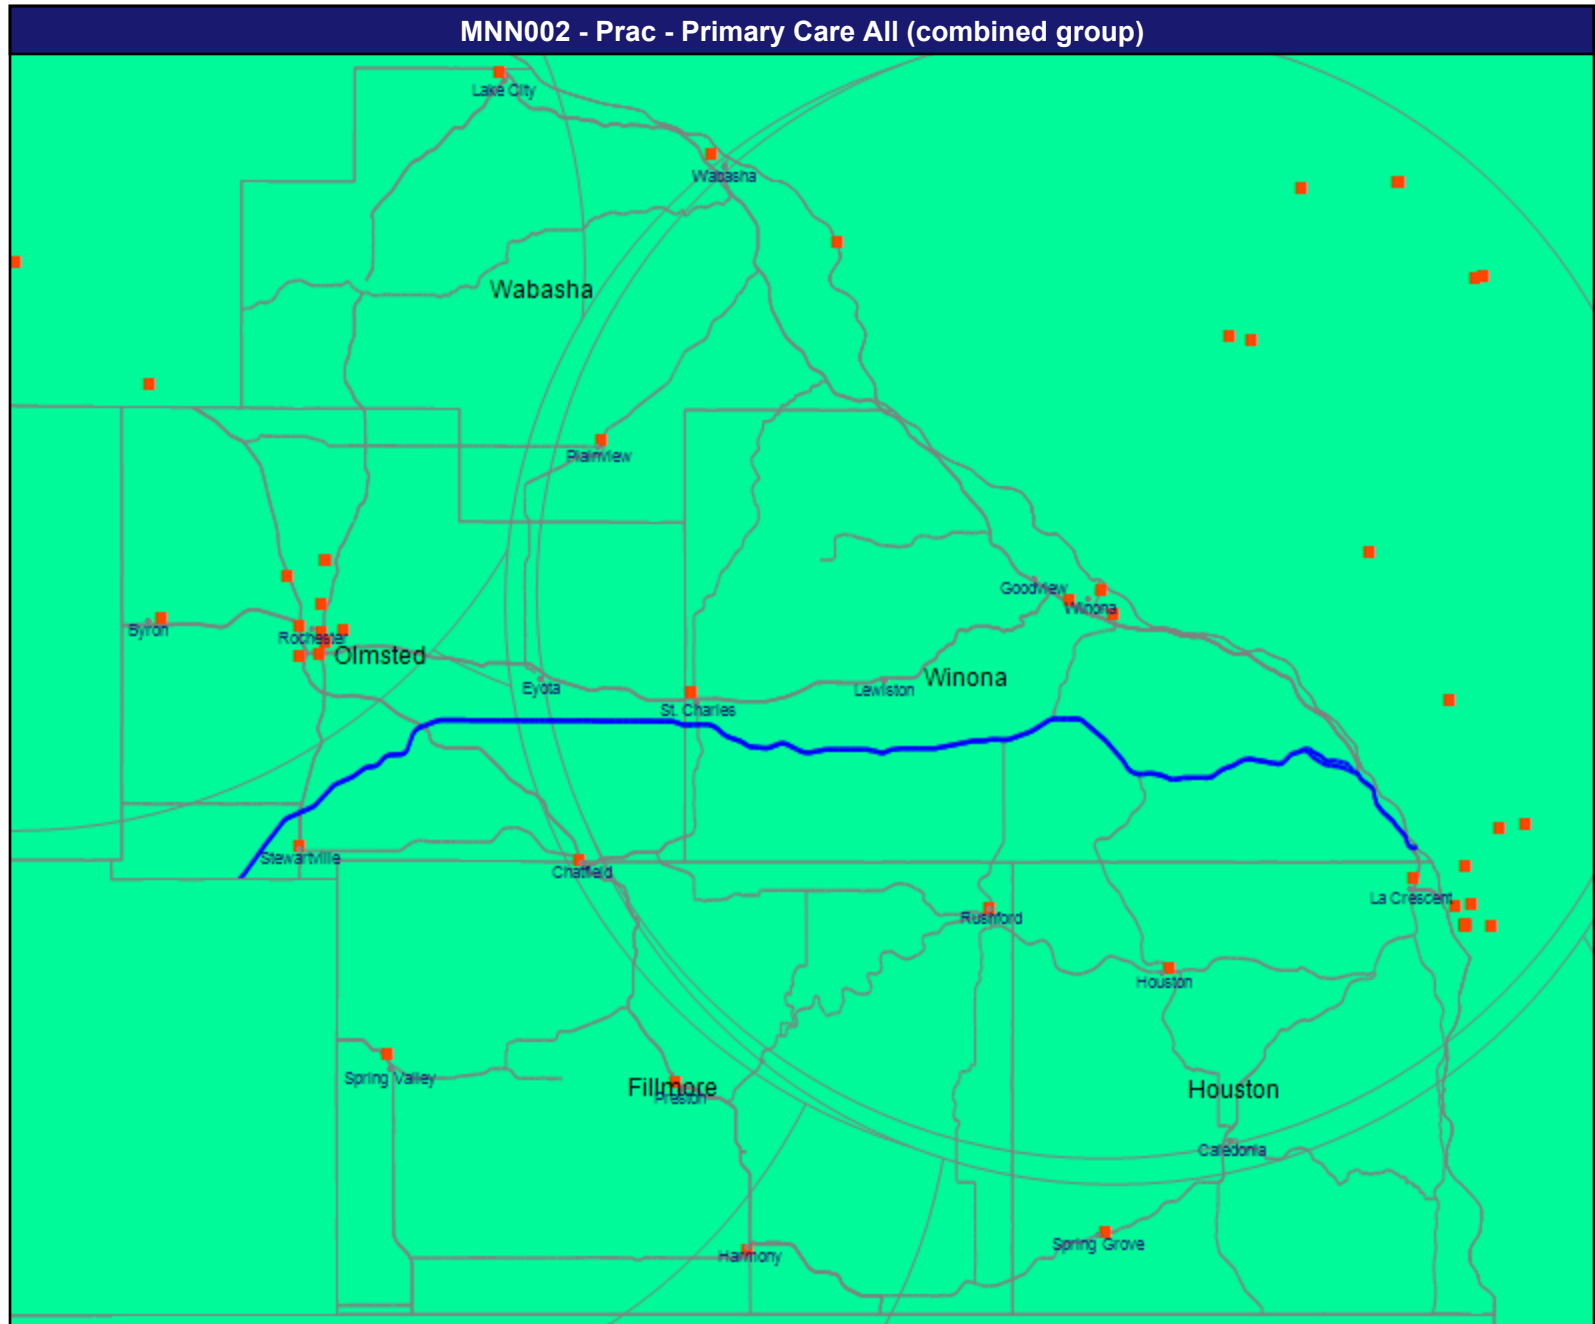 MNN002 - Prac - Primary Care All (combined group)
Lake City
Wabasha
Wabasha
Plainview
Goodview
Winona
Byron
Rochester
Olmsted
Eyota
Lewiston
Winona
St. Charles
Stewartville
Chatfield
La Crescent
Rushford
Houston
Spring Valley
Fillmore
Preston
Houston
Caledonia
Harmony
Spring Grove